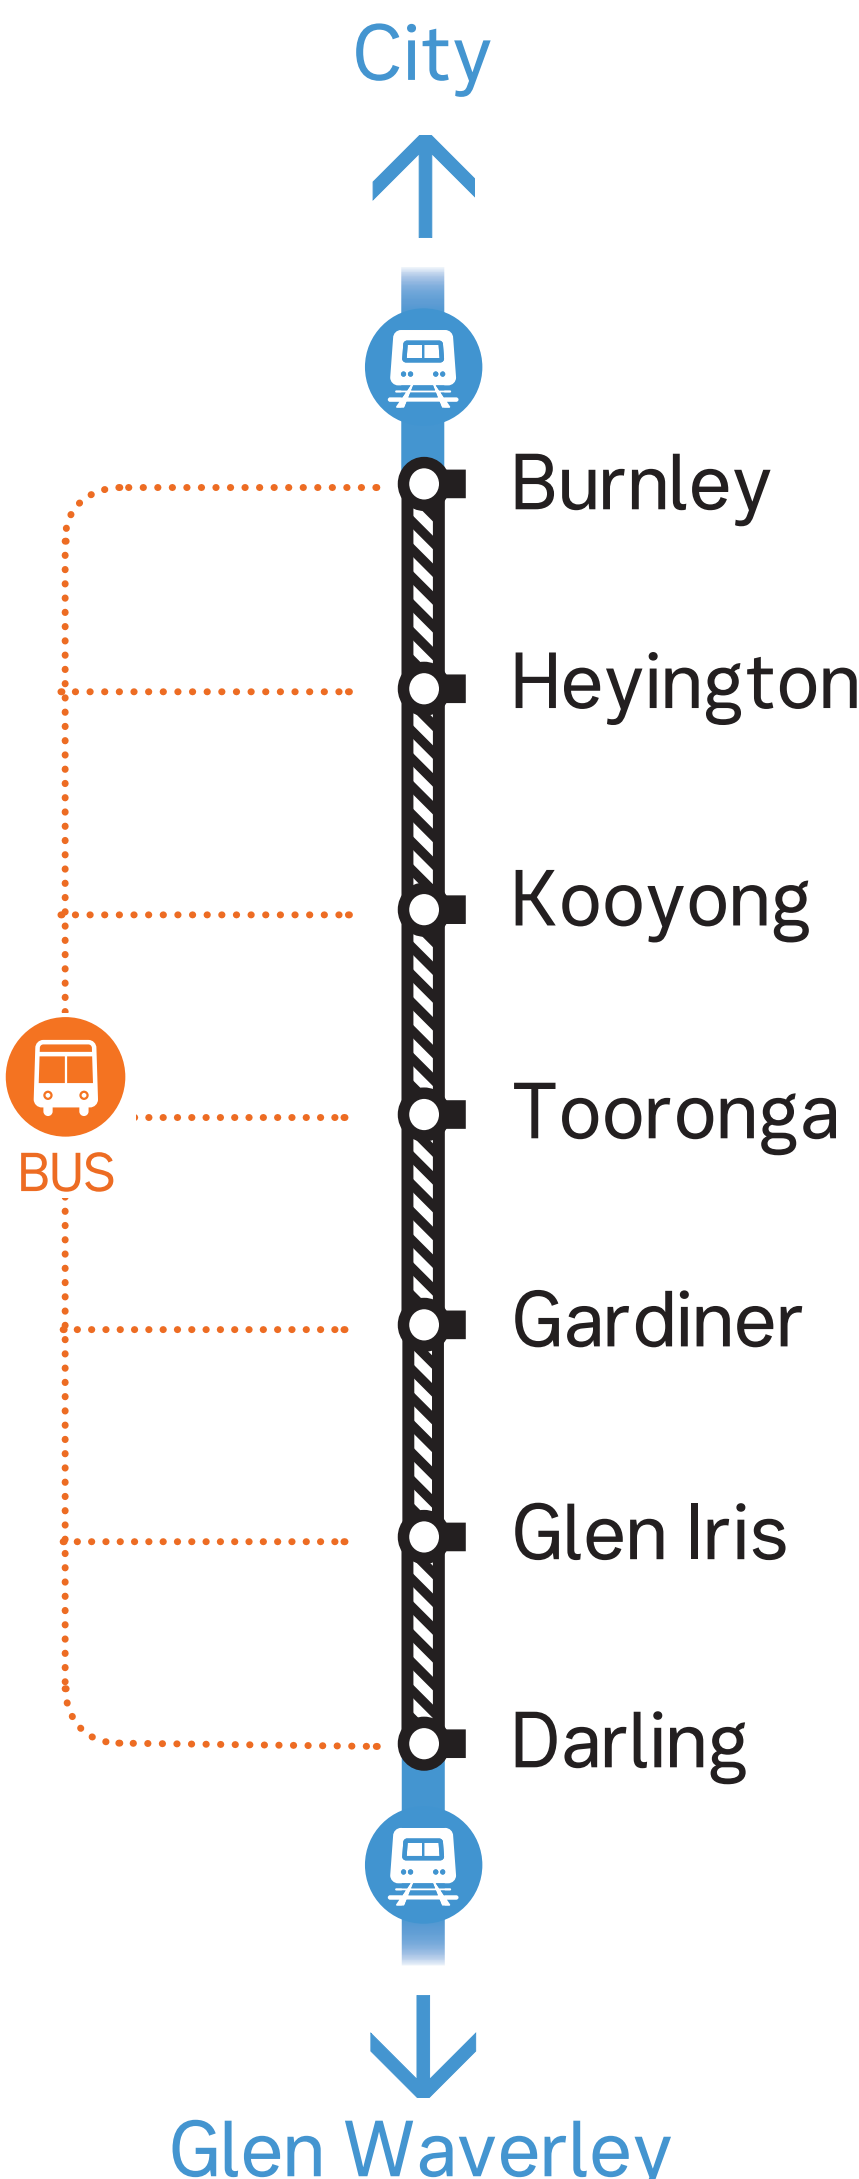 City
Burnley
Heyington
Kooyong
Tooronga
BUS
Gardiner
Glen Iris
Darling
Glen Waverley